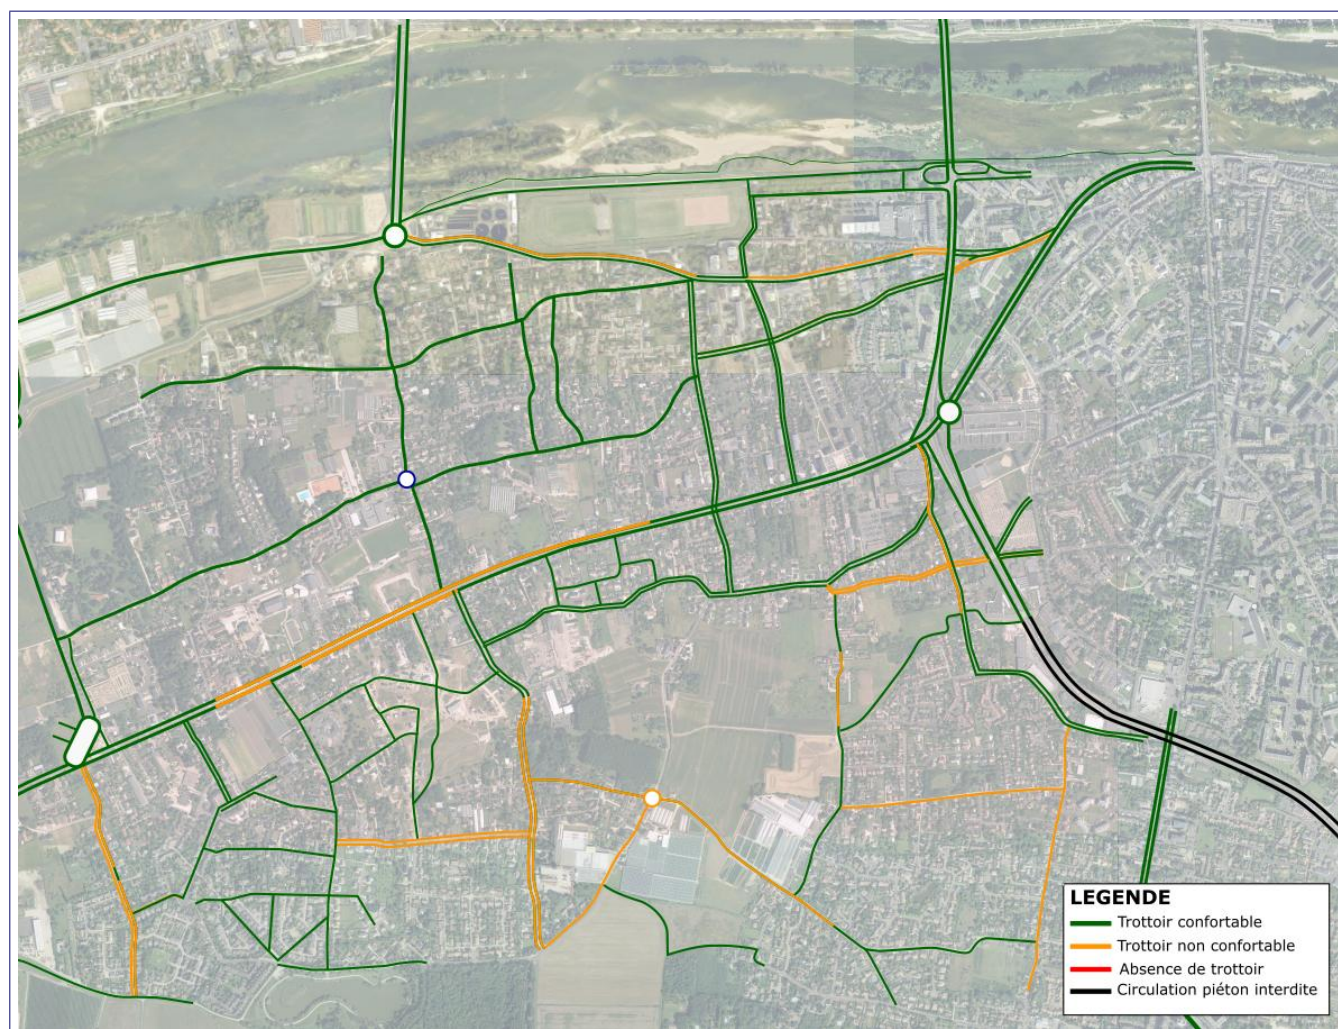 LEGENDE
Trottoir confortable
Trottoir non confortable
Absence de trottoir
Circulation piéton interdite